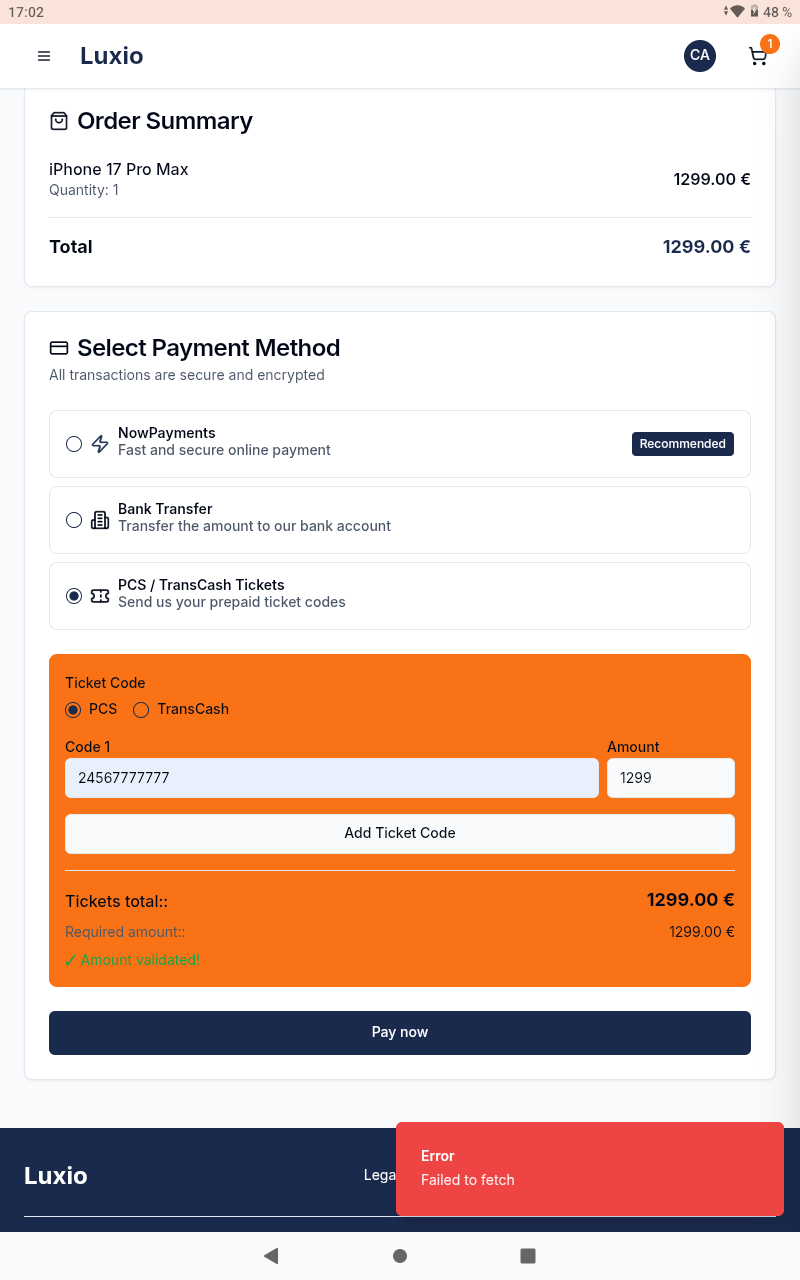 17:02
48 %
Luxio
CA
1
Order Summary
iPhone 17 Pro Max
Quantity: 1
1299.00 €
Total
1299.00 €
Select Payment Method
All transactions are secure and encrypted
NowPayments
Fast and secure online payment
Recommended
Bank Transfer
Transfer the amount to our bank account
PCS / TransCash Tickets
Send us your prepaid ticket codes
Ticket Code
PCS
TransCash
Code 1
Amount
24567777777
1299
Add Ticket Code
Tickets total::
1299.00 €
Required amount::
1299.00 €
✓ Amount validated!
Pay now
Luxio
Lega
Error
Failed to fetch